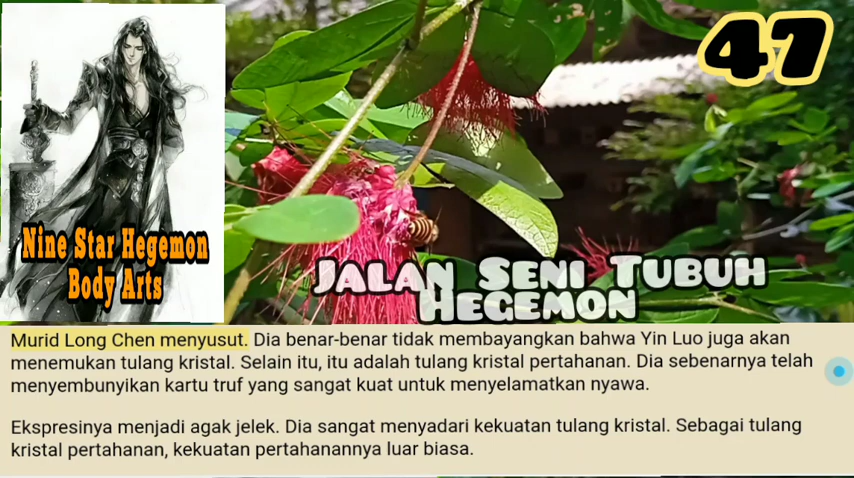 47
Nine Star Hegemon
Body Arts
JALAN SENI TUBUH
HEGEMON
Murid Long Chen menyusut. Dia benar-benar tidak membayangkan bahwa Yin Luo juga akan
menemukan tulang kristal. Selain itu, itu adalah tulang kristal pertahanan. Dia sebenarnya telah
menyembunyikan kartu truf yang sangat kuat untuk menyelamatkan nyawa.
Ekspresinya menjadi agak jelek. Dia sangat menyadari kekuatan tulang kristal. Sebagai tulang
kristal pertahanan, kekuatan pertahanannya luar biasa.